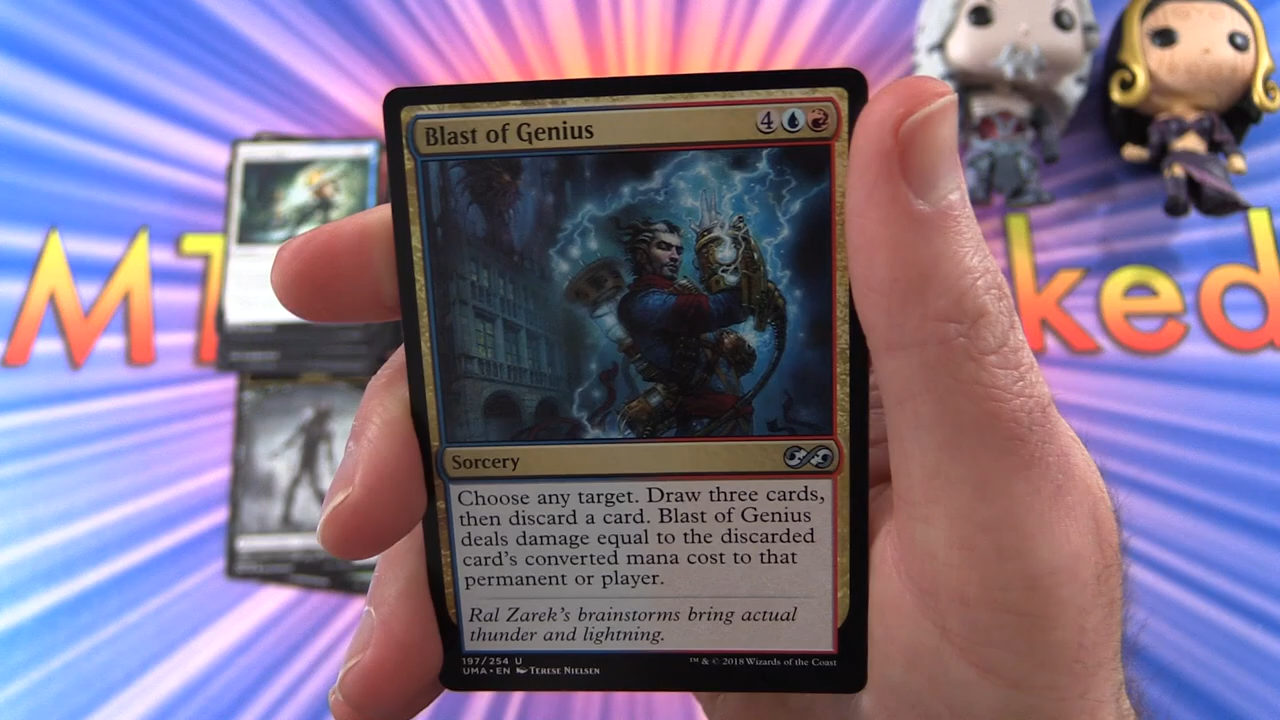 Blast of Genius
4
MT
ked
Sorcery
Choose any target. Draw three cards,
then discard a card. Blast of Genius
deals damage equal to the discarded
card's converted mana cost to that
permanent or player.
Ral Zarek's brainstorms bring actual
thunder and lightning.
197/254 U
UMA • EN TERESE NIELSEN
™ & © 2018 Wizards of the Coast